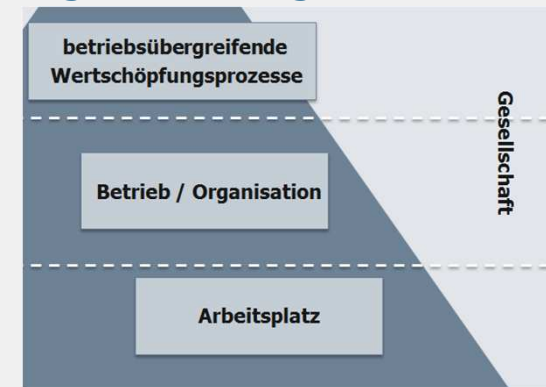 betriebsübergreifende
Wertschöpfungsprozesse
Gesellschaft
Betrieb / Organisation
Arbeitsplatz